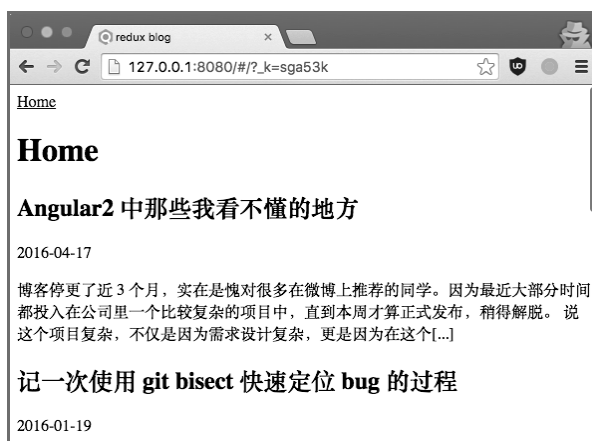 redux blog
127.0.0.1:8080/#/?_k=sga53k
Home
Home
Angular2 中那些我看不懂的地方
2016-04-17
博客停更了近 3 个月，实在是愧对很多在微博上推荐的同学。因为最近大部分时间
都投入在公司里一个比较复杂的项目中，直到本周才算正式发布，稍得解脱。 说
这个项目复杂，不仅是因为需求设计复杂，更是因为在这个[...]
记一次使用 git bisect 快速定位 bug 的过程
2016-01-19